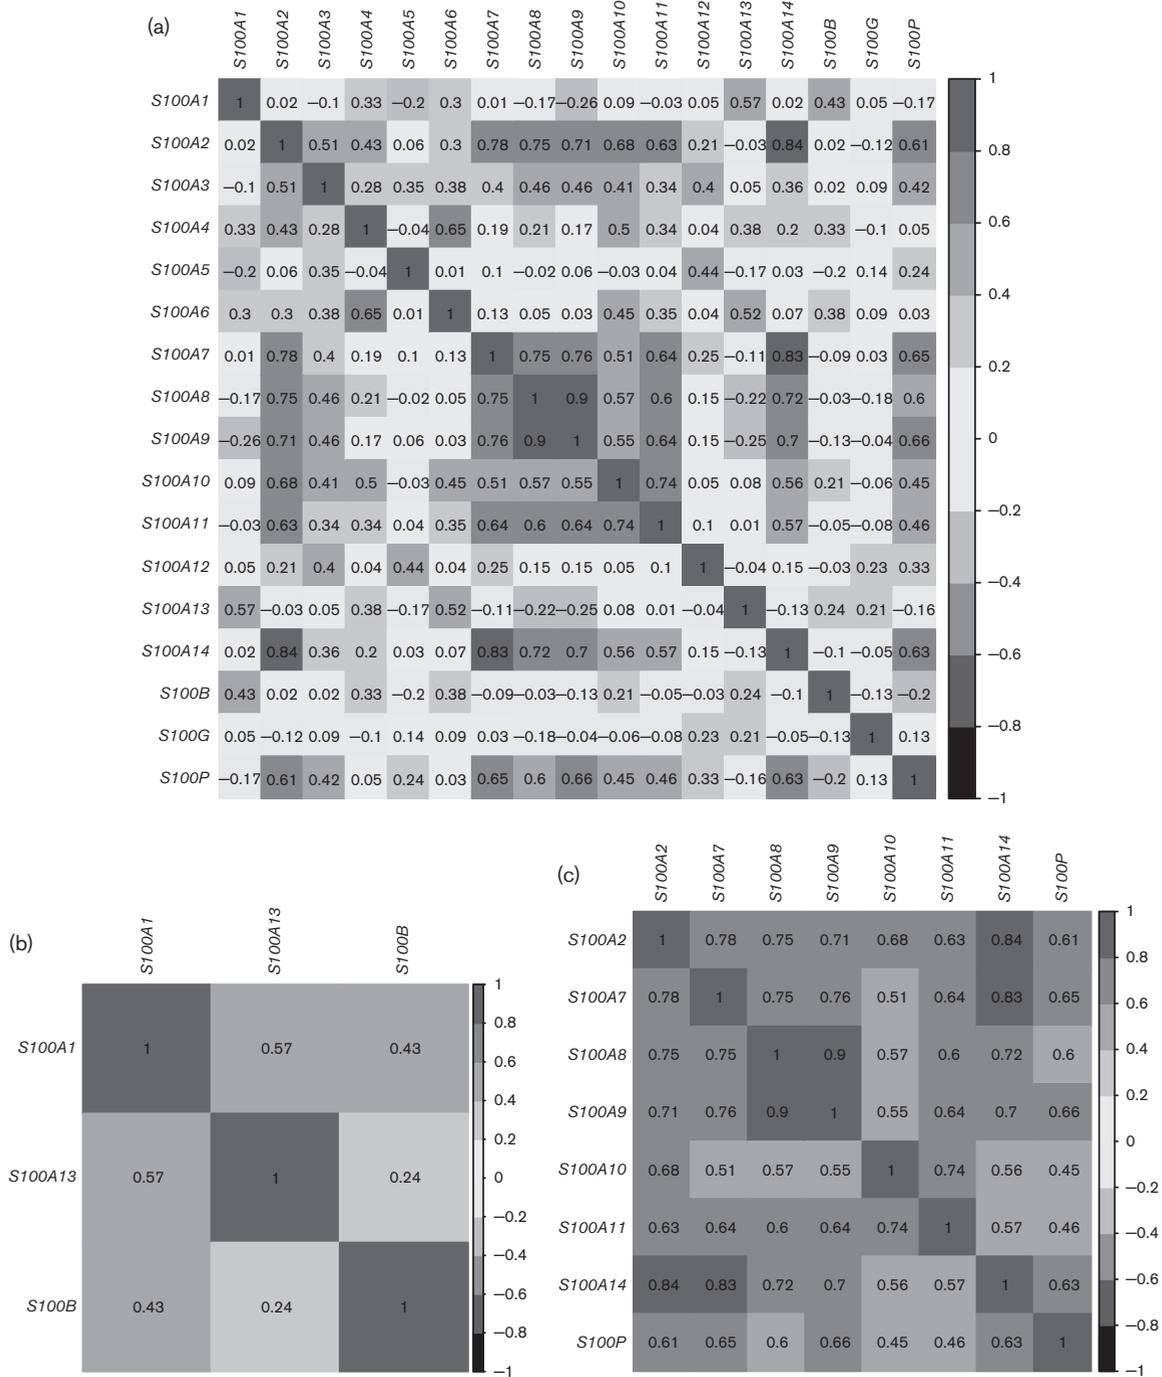 (a)
S100A1 S100A2 S100A3 S100A4 S100A5 S100A6 S100A7 S100A8 S100A9 S100A10 S100A11 S100A12 S100A13 S100A14 S100B S100G S100P
S100A1 1 0.02 −0.1 0.33 −0.2 0.3 0.01 −0.17 −0.26 0.09 −0.03 0.05 0.57 0.02 0.43 0.05 −0.17
S100A2 0.02 1 0.51 0.43 0.06 0.3 0.78 0.75 0.71 0.68 0.63 0.21 −0.03 0.84 0.02 −0.12 0.61
S100A3 −0.1 0.51 1 0.28 0.35 0.38 0.4 0.46 0.46 0.41 0.34 0.4 0.05 0.36 0.02 0.09 0.42
S100A4 0.33 0.43 0.28 1 −0.04 0.65 0.19 0.21 0.17 0.5 0.34 0.04 0.38 0.2 0.33 −0.1 0.05
S100A5 −0.2 0.06 0.35 −0.04 1 0.01 0.1 −0.02 0.06 −0.03 0.04 0.44 −0.17 0.03 −0.2 0.14 0.24
S100A6 0.3 0.3 0.38 0.65 0.01 1 0.13 0.05 0.03 0.45 0.35 0.04 0.52 0.07 0.38 0.09 0.03
S100A7 0.01 0.78 0.4 0.19 0.1 0.13 1 0.75 0.76 0.51 0.64 0.25 −0.11 0.83 −0.09 0.03 0.65
S100A8 −0.17 0.75 0.46 0.21 −0.02 0.05 0.75 1 0.9 0.57 0.6 0.15 −0.22 0.72 −0.03 −0.18 0.6
S100A9 −0.26 0.71 0.46 0.17 0.06 0.03 0.76 0.9 1 0.55 0.64 0.15 −0.25 0.7 −0.13 −0.04 0.66
S100A10 0.09 0.68 0.41 0.5 −0.03 0.45 0.51 0.57 0.55 1 0.74 0.05 0.08 0.56 0.21 −0.06 0.45
S100A11 −0.03 0.63 0.34 0.34 0.04 0.35 0.64 0.6 0.64 0.74 1 0.1 0.01 0.57 −0.05 −0.08 0.46
S100A12 0.05 0.21 0.4 0.04 0.44 0.04 0.25 0.15 0.15 0.05 0.1 1 −0.04 0.15 −0.03 0.23 0.33
S100A13 0.57 −0.03 0.05 0.38 −0.17 0.52 −0.11 −0.22 −0.25 0.08 0.01 −0.04 1 −0.13 0.24 0.21 −0.16
S100A14 0.02 0.84 0.36 0.2 0.03 0.07 0.83 0.72 0.7 0.56 0.57 0.15 −0.13 1 −0.1 −0.05 0.63
S100B 0.43 0.02 0.02 0.33 −0.2 0.38 −0.09 −0.03 −0.13 0.21 −0.05 −0.03 0.24 −0.1 1 −0.13 −0.2
S100G 0.05 −0.12 0.09 −0.1 0.14 0.09 0.03 −0.18 −0.04 −0.06 −0.08 0.23 0.21 −0.05 −0.13 1 0.13
S100P −0.17 0.61 0.42 0.05 0.24 0.03 0.65 0.6 0.66 0.45 0.46 0.33 −0.16 0.63 −0.2 0.13 1
1
0.8
0.6
0.4
0.2
0
−0.2
−0.4
−0.6
−0.8
−1
(b)
S100A1 S100A13 S100B
S100A1 1 0.57 0.43
S100A13 0.57 1 0.24
S100B 0.43 0.24 1
1
0.8
0.6
0.4
0.2
0
−0.2
−0.4
−0.6
−0.8
−1
(c)
S100A2 S100A7 S100A8 S100A9 S100A10 S100A11 S100A14 S100P
S100A2 1 0.78 0.75 0.71 0.68 0.63 0.84 0.61
S100A7 0.78 1 0.75 0.76 0.51 0.64 0.83 0.65
S100A8 0.75 0.75 1 0.9 0.57 0.6 0.72 0.6
S100A9 0.71 0.76 0.9 1 0.55 0.64 0.7 0.66
S100A10 0.68 0.51 0.57 0.55 1 0.74 0.56 0.45
S100A11 0.63 0.64 0.6 0.64 0.74 1 0.57 0.46
S100A14 0.84 0.83 0.72 0.7 0.56 0.57 1 0.63
S100P 0.61 0.65 0.6 0.66 0.45 0.46 0.63 1
1
0.8
0.6
0.4
0.2
0
−0.2
−0.4
−0.6
−0.8
−1